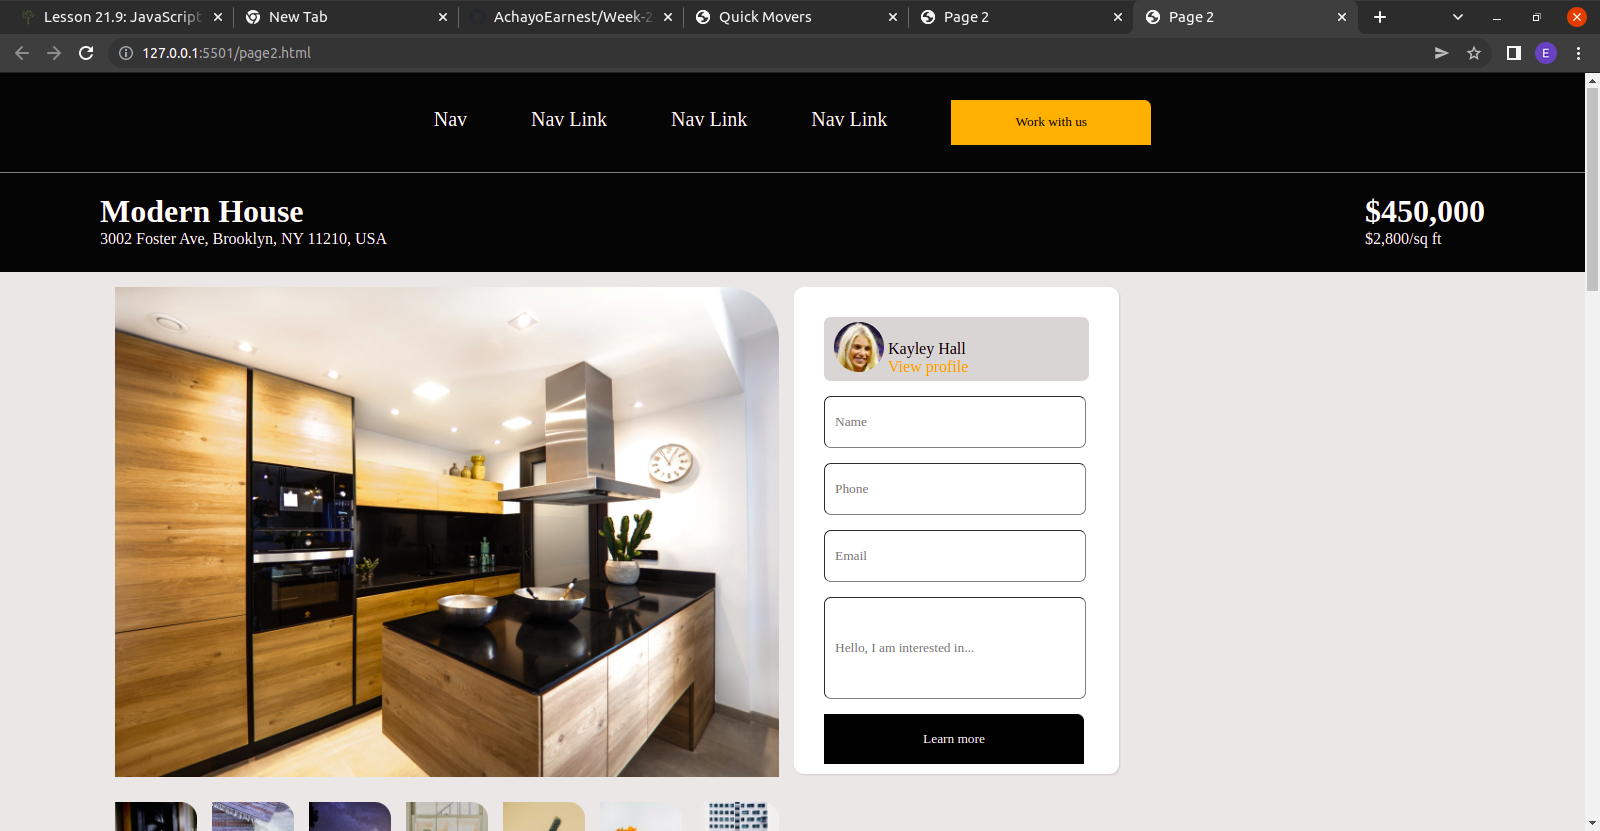 Lesson 21.9: JavaScript
New Tab
AchayoEarnest/Week-2
Quick Movers
Page 2
Page 2
127.0.0.1:5501/page2.html
E
Nav
Nav Link
Nav Link
Nav Link
Work with us
Modern House
3002 Foster Ave, Brooklyn, NY 11210, USA
$450,000
$2,800/sq ft
Kayley Hall
View profile
Name
Phone
Email
Hello, I am interested in...
Learn more